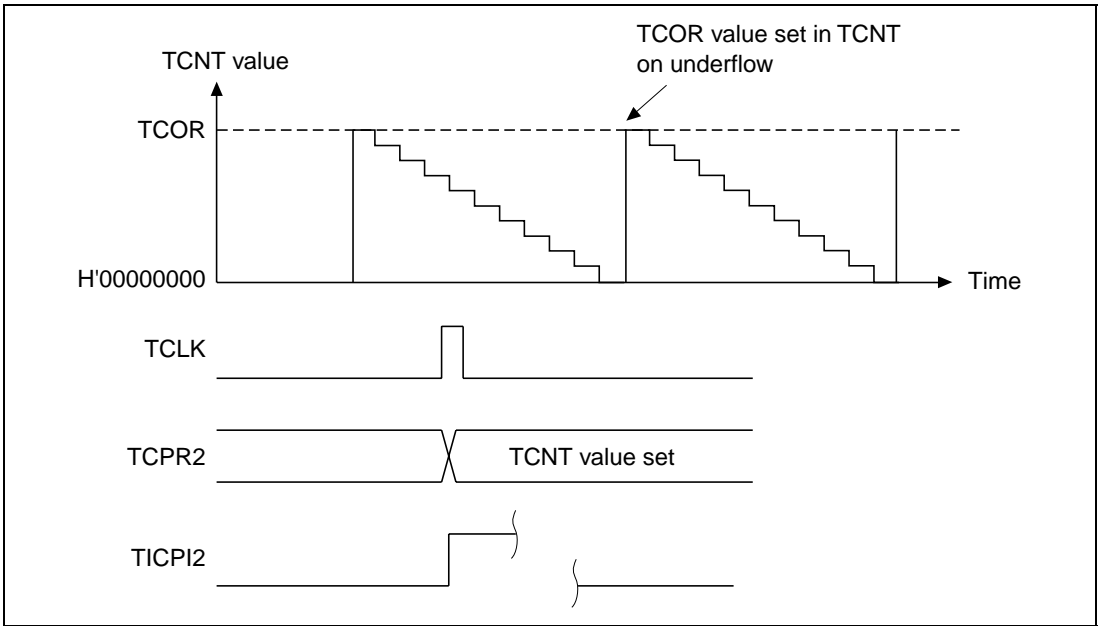 TCOR value set in TCNT
on underflow
TCNT value
TCOR
H'00000000
Time
TCLK
TCPR2
TCNT value set
TICPI2